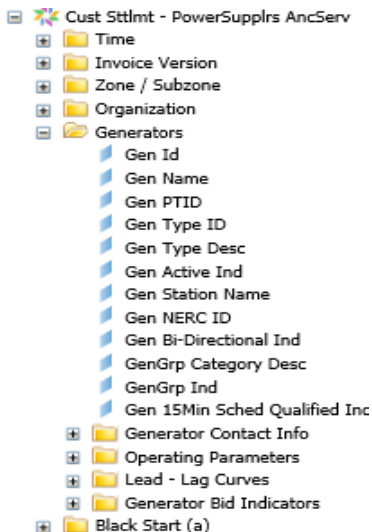 Cust Sttlmt - PowerSupplrs AncServ
Time
Invoice Version
Zone / Subzone
Organization
Generators
Gen Id
Gen Name
Gen PTID
Gen Type ID
Gen Type Desc
Gen Active Ind
Gen Station Name
Gen NERC ID
Gen Bi-Directional Ind
GenGrp Category Desc
GenGrp Ind
Gen 15Min Sched Qualified Ind
Generator Contact Info
Operating Parameters
Lead - Lag Curves
Generator Bid Indicators
Black Start (a)